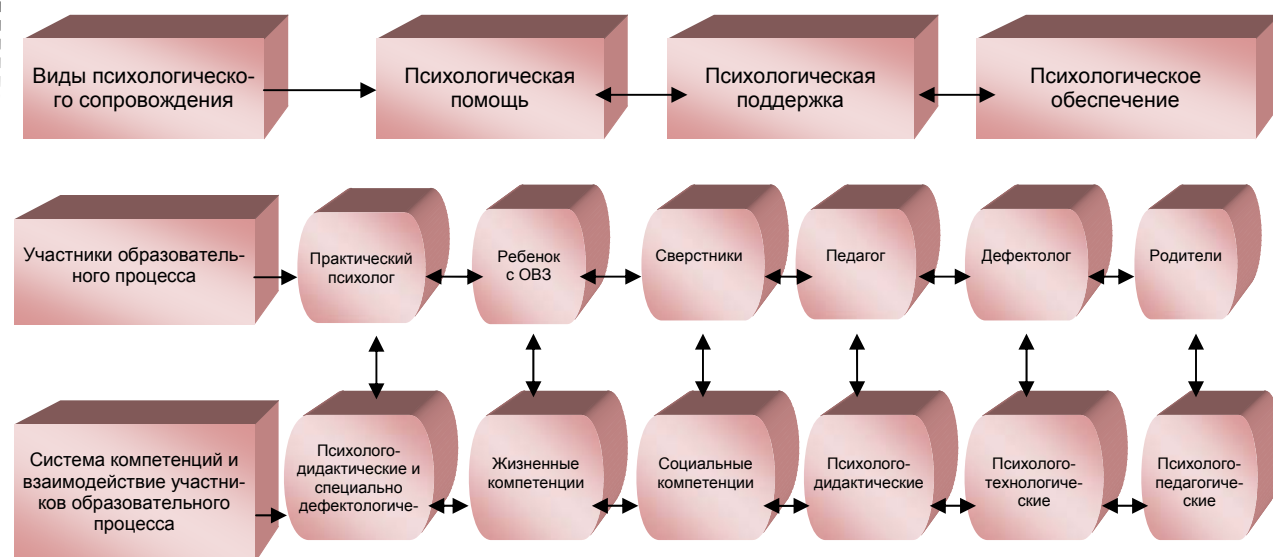 Виды психологическо-
го сопровождения
Психологическая
помощь
Психологическая
поддержка
Психологическое
обеспечение
Участники образователь-
ного процесса
Практический
психолог
Ребенок
с ОВЗ
Сверстники
Педагог
Дефектолог
Родители
Система компетенций и
взаимодействие участни-
ков образовательного
процесса
Психолого-
дидактические и
специально
дефектологиче-
Жизненные
компетенции
Социальные
компетенции
Психолого-
дидактические
Психолого-
технологиче-
ские
Психолого-
педагогиче-
ские